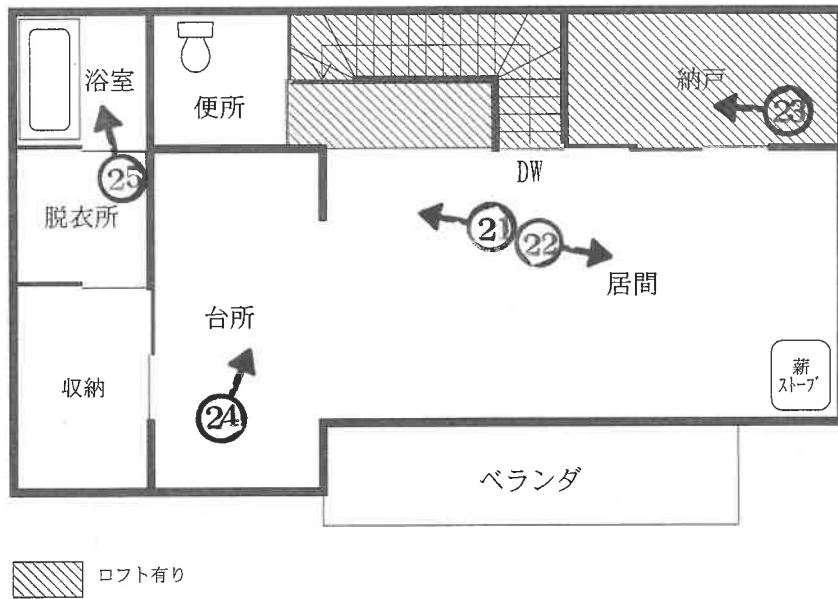 浴室
便所
納戸
23
25
DW
脱衣所
21
22
居間
台所
収納
24
薪
ストーブ
ベランダ
ロフト有り